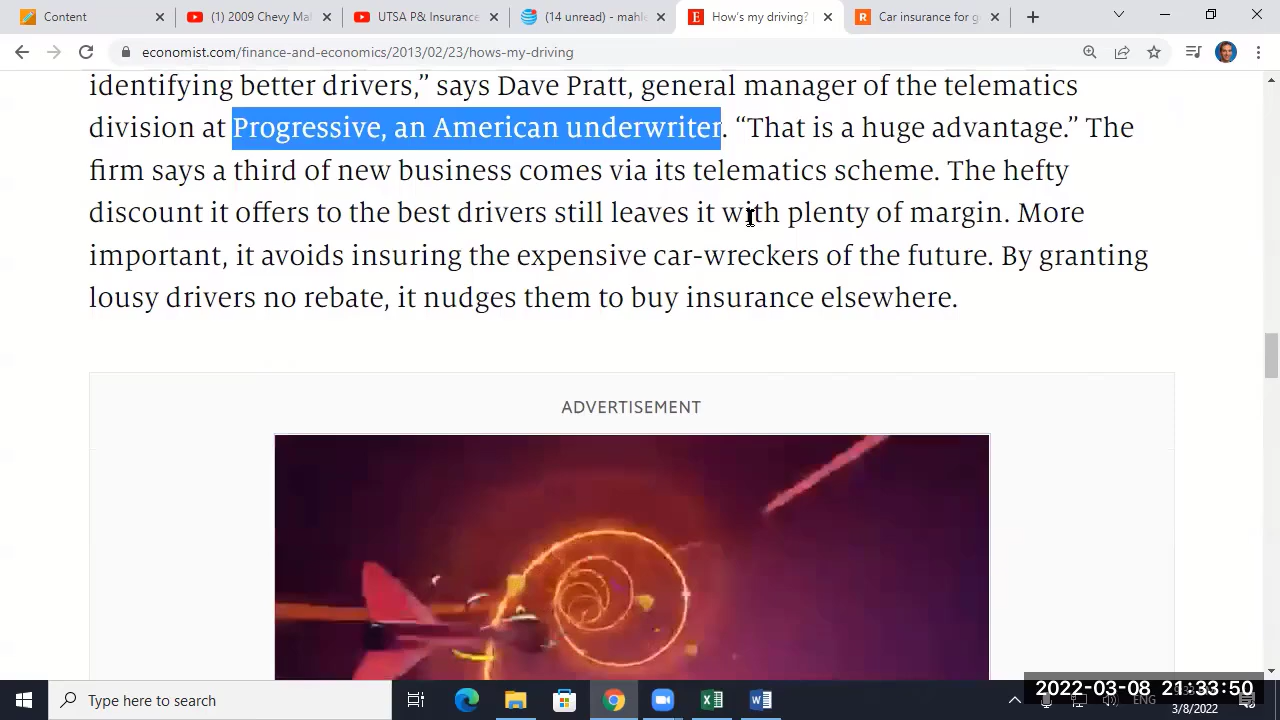 Content
(1) 2009 Chevy Mal
UTSA P&P Insurance
(14 unread) - mahle
How's my driving? |
Car insurance for g
economist.com/finance-and-economics/2013/02/23/hows-my-driving
identifying better drivers,” says Dave Pratt, general manager of the telematics
division at Progressive, an American underwriter. “That is a huge advantage.” The
firm says a third of new business comes via its telematics scheme. The hefty
discount it offers to the best drivers still leaves it with plenty of margin. More
important, it avoids insuring the expensive car-wreckers of the future. By granting
lousy drivers no rebate, it nudges them to buy insurance elsewhere.
ADVERTISEMENT
Type here to search
ENG
2022-03-08 21:33:50
3/8/2022